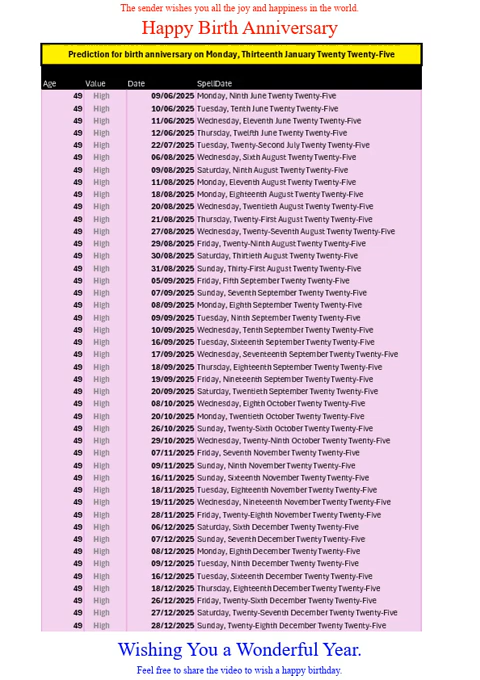 The sender wishes you all the joy and happiness in the world.
Happy Birth Anniversary
Prediction for birth anniversary on Monday, Thirteenth January Twenty Twenty-Five
Age Value Date SpellDate
49 High 09/06/2025 Monday, Ninth June Twenty Twenty-Five
49 High 10/06/2025 Tuesday, Tenth June Twenty Twenty-Five
49 High 11/06/2025 Wednesday, Eleventh June Twenty Twenty-Five
49 High 12/06/2025 Thursday, Twelfth June Twenty Twenty-Five
49 High 22/07/2025 Tuesday, Twenty-Second July Twenty Twenty-Five
49 High 06/08/2025 Wednesday, Sixth August Twenty Twenty-Five
49 High 09/08/2025 Saturday, Ninth August Twenty Twenty-Five
49 High 11/08/2025 Monday, Eleventh August Twenty Twenty-Five
49 High 18/08/2025 Monday, Eighteenth August Twenty Twenty-Five
49 High 20/08/2025 Wednesday, Twentieth August Twenty Twenty-Five
49 High 21/08/2025 Thursday, Twenty-First August Twenty Twenty-Five
49 High 27/08/2025 Wednesday, Twenty-Seventh August Twenty Twenty-Five
49 High 29/08/2025 Friday, Twenty-Ninth August Twenty Twenty-Five
49 High 30/08/2025 Saturday, Thirtieth August Twenty Twenty-Five
49 High 31/08/2025 Sunday, Thirty-First August Twenty Twenty-Five
49 High 05/09/2025 Friday, Fifth September Twenty Twenty-Five
49 High 07/09/2025 Sunday, Seventh September Twenty Twenty-Five
49 High 08/09/2025 Monday, Eighth September Twenty Twenty-Five
49 High 09/09/2025 Tuesday, Ninth September Twenty Twenty-Five
49 High 10/09/2025 Wednesday, Tenth September Twenty Twenty-Five
49 High 16/09/2025 Tuesday, Sixteenth September Twenty Twenty-Five
49 High 17/09/2025 Wednesday, Seventeenth September Twenty Twenty-Five
49 High 18/09/2025 Thursday, Eighteenth September Twenty Twenty-Five
49 High 19/09/2025 Friday, Nineteenth September Twenty Twenty-Five
49 High 20/09/2025 Saturday, Twentieth September Twenty Twenty-Five
49 High 08/10/2025 Wednesday, Eighth October Twenty Twenty-Five
49 High 20/10/2025 Monday, Twentieth October Twenty Twenty-Five
49 High 26/10/2025 Sunday, Twenty-Sixth October Twenty Twenty-Five
49 High 29/10/2025 Wednesday, Twenty-Ninth October Twenty Twenty-Five
49 High 07/11/2025 Friday, Seventh November Twenty Twenty-Five
49 High 09/11/2025 Sunday, Ninth November Twenty Twenty-Five
49 High 16/11/2025 Sunday, Sixteenth November Twenty Twenty-Five
49 High 18/11/2025 Tuesday, Eighteenth November Twenty Twenty-Five
49 High 19/11/2025 Wednesday, Nineteenth November Twenty Twenty-Five
49 High 28/11/2025 Friday, Twenty-Eighth November Twenty Twenty-Five
49 High 06/12/2025 Saturday, Sixth December Twenty Twenty-Five
49 High 07/12/2025 Sunday, Seventh December Twenty Twenty-Five
49 High 08/12/2025 Monday, Eighth December Twenty Twenty-Five
49 High 09/12/2025 Tuesday, Ninth December Twenty Twenty-Five
49 High 16/12/2025 Tuesday, Sixteenth December Twenty Twenty-Five
49 High 18/12/2025 Thursday, Eighteenth December Twenty Twenty-Five
49 High 26/12/2025 Friday, Twenty-Sixth December Twenty Twenty-Five
49 High 27/12/2025 Saturday, Twenty-Seventh December Twenty Twenty-Five
49 High 28/12/2025 Sunday, Twenty-Eighth December Twenty Twenty-Five
Wishing You a Wonderful Year.
Feel free to share the video to wish a happy birthday.